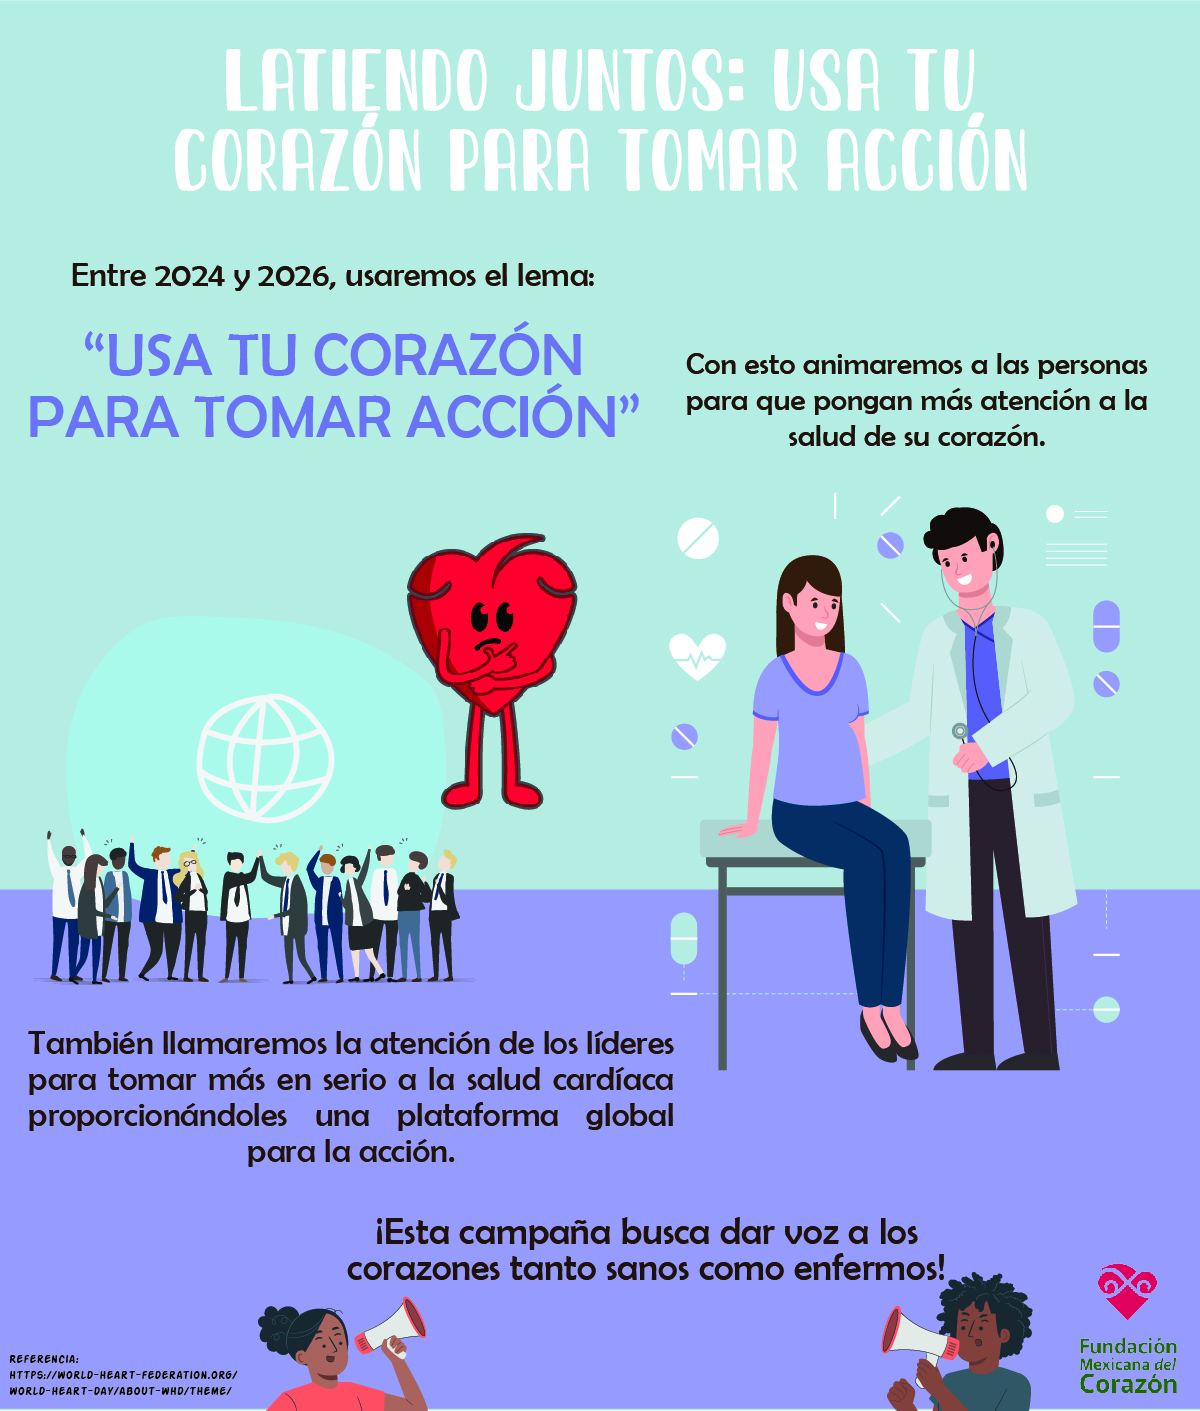 LATIENDO JUNTOS: USA TU
CORAZÓN PARA TOMAR ACCIÓN
Entre 2024 y 2026, usaremos el lema:
“USA TU CORAZÓN
PARA TOMAR ACCIÓN”
Con esto animaremos a las personas
para que pongan más atención a la
salud de su corazón.
También llamaremos la atención de los líderes
para tomar más en serio a la salud cardíaca
proporcionándoles una plataforma global
para la acción.
¡Esta campaña busca dar voz a los
corazones tanto sanos como enfermos!
REFERENCIA:
HTTPS://WORLD-HEART-FEDERATION.ORG/
WORLD-HEART-DAY/ABOUT-WHD/THEME/
Fundación
Mexicana del
Corazón